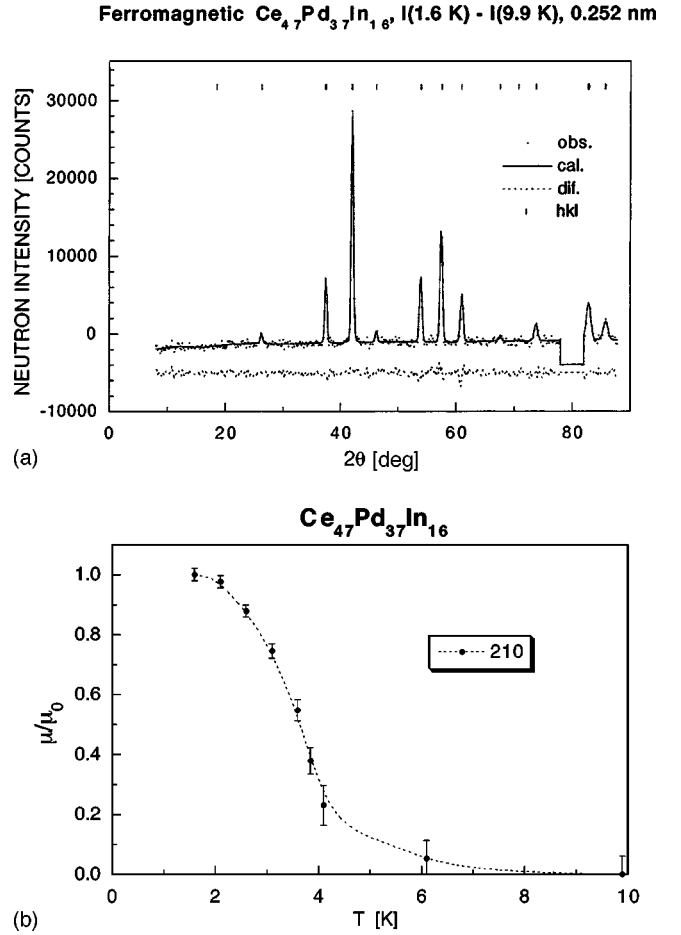 Ferromagnetic Ce47Pd37In16, I(1.6 K) - I(9.9 K), 0.252 nm
NEUTRON INTENSITY [COUNTS]
30000
20000
10000
0
-10000
obs.
cal.
dif.
hkl
0
20
40
60
80
2θ [deg]
(a)
Ce47Pd37In16
μ/μ0
1.0
0.8
0.6
0.4
0.2
0.0
210
0
2
4
6
8
10
T [K]
(b)